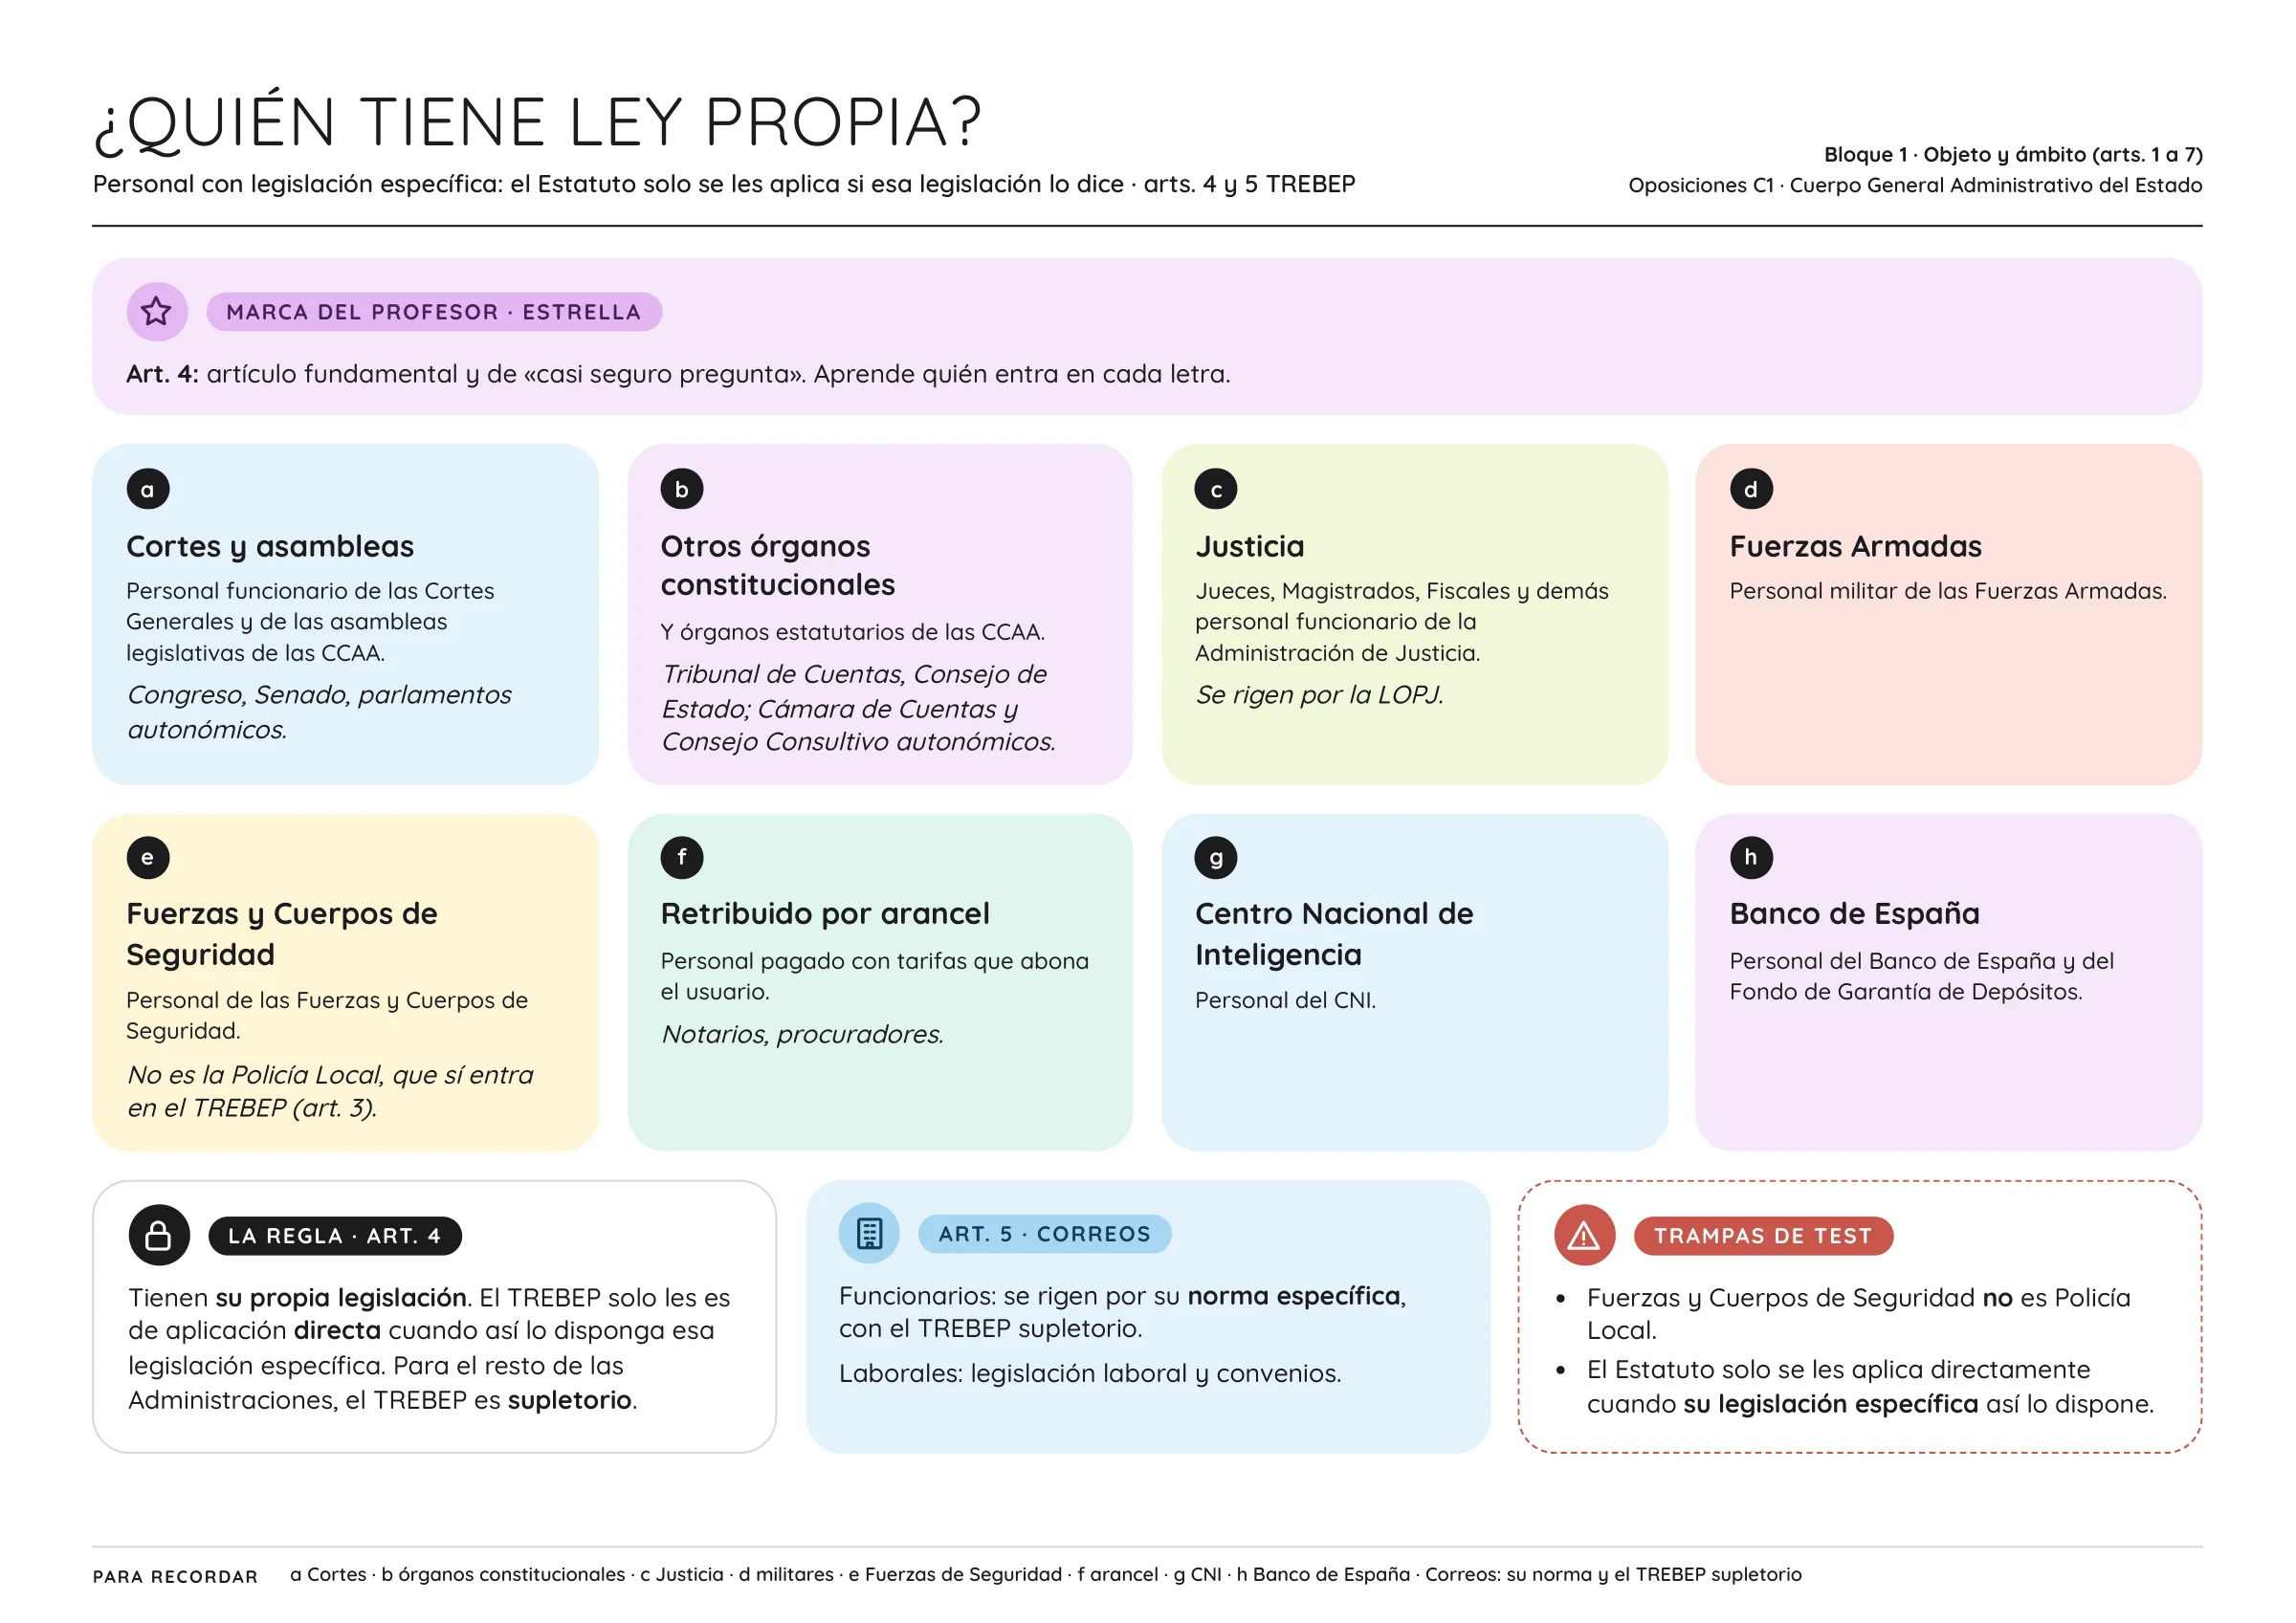 ¿QUIÉN TIENE LEY PROPIA?
Personal con legislación específica: el Estatuto solo se les aplica si esa legislación lo dice · arts. 4 y 5 TREBEP
Bloque 1 · Objeto y ámbito (arts. 1 a 7)
Oposiciones C1 · Cuerpo General Administrativo del Estado
MARCA DEL PROFESOR · ESTRELLA
Art. 4: artículo fundamental y de «casi seguro pregunta». Aprende quién entra en cada letra.
a
Cortes y asambleas
Personal funcionario de las Cortes
Generales y de las asambleas
legislativas de las CCAA.
Congreso, Senado, parlamentos
autonómicos.
b
Otros órganos
constitucionales
Y órganos estatutarios de las CCAA.
Tribunal de Cuentas, Consejo de
Estado; Cámara de Cuentas y
Consejo Consultivo autonómicos.
c
Justicia
Jueces, Magistrados, Fiscales y demás
personal funcionario de la
Administración de Justicia.
Se rigen por la LOPJ.
d
Fuerzas Armadas
Personal militar de las Fuerzas Armadas.
e
Fuerzas y Cuerpos de
Seguridad
Personal de las Fuerzas y Cuerpos de
Seguridad.
No es la Policía Local, que sí entra
en el TREBEP (art. 3).
f
Retribuido por arancel
Personal pagado con tarifas que abona
el usuario.
Notarios, procuradores.
g
Centro Nacional de
Inteligencia
Personal del CNI.
h
Banco de España
Personal del Banco de España y del
Fondo de Garantía de Depósitos.
LA REGLA · ART. 4
Tienen su propia legislación. El TREBEP solo les es
de aplicación directa cuando así lo disponga esa
legislación específica. Para el resto de las
Administraciones, el TREBEP es supletorio.
ART. 5 · CORREOS
Funcionarios: se rigen por su norma específica,
con el TREBEP supletorio.
Laborales: legislación laboral y convenios.
TRAMPAS DE TEST
• Fuerzas y Cuerpos de Seguridad no es Policía
Local.
• El Estatuto solo se les aplica directamente
cuando su legislación específica así lo dispone.
PARA RECORDAR a Cortes · b órganos constitucionales · c Justicia · d militares · e Fuerzas de Seguridad · f arancel · g CNI · h Banco de España · Correos: su norma y el TREBEP supletorio